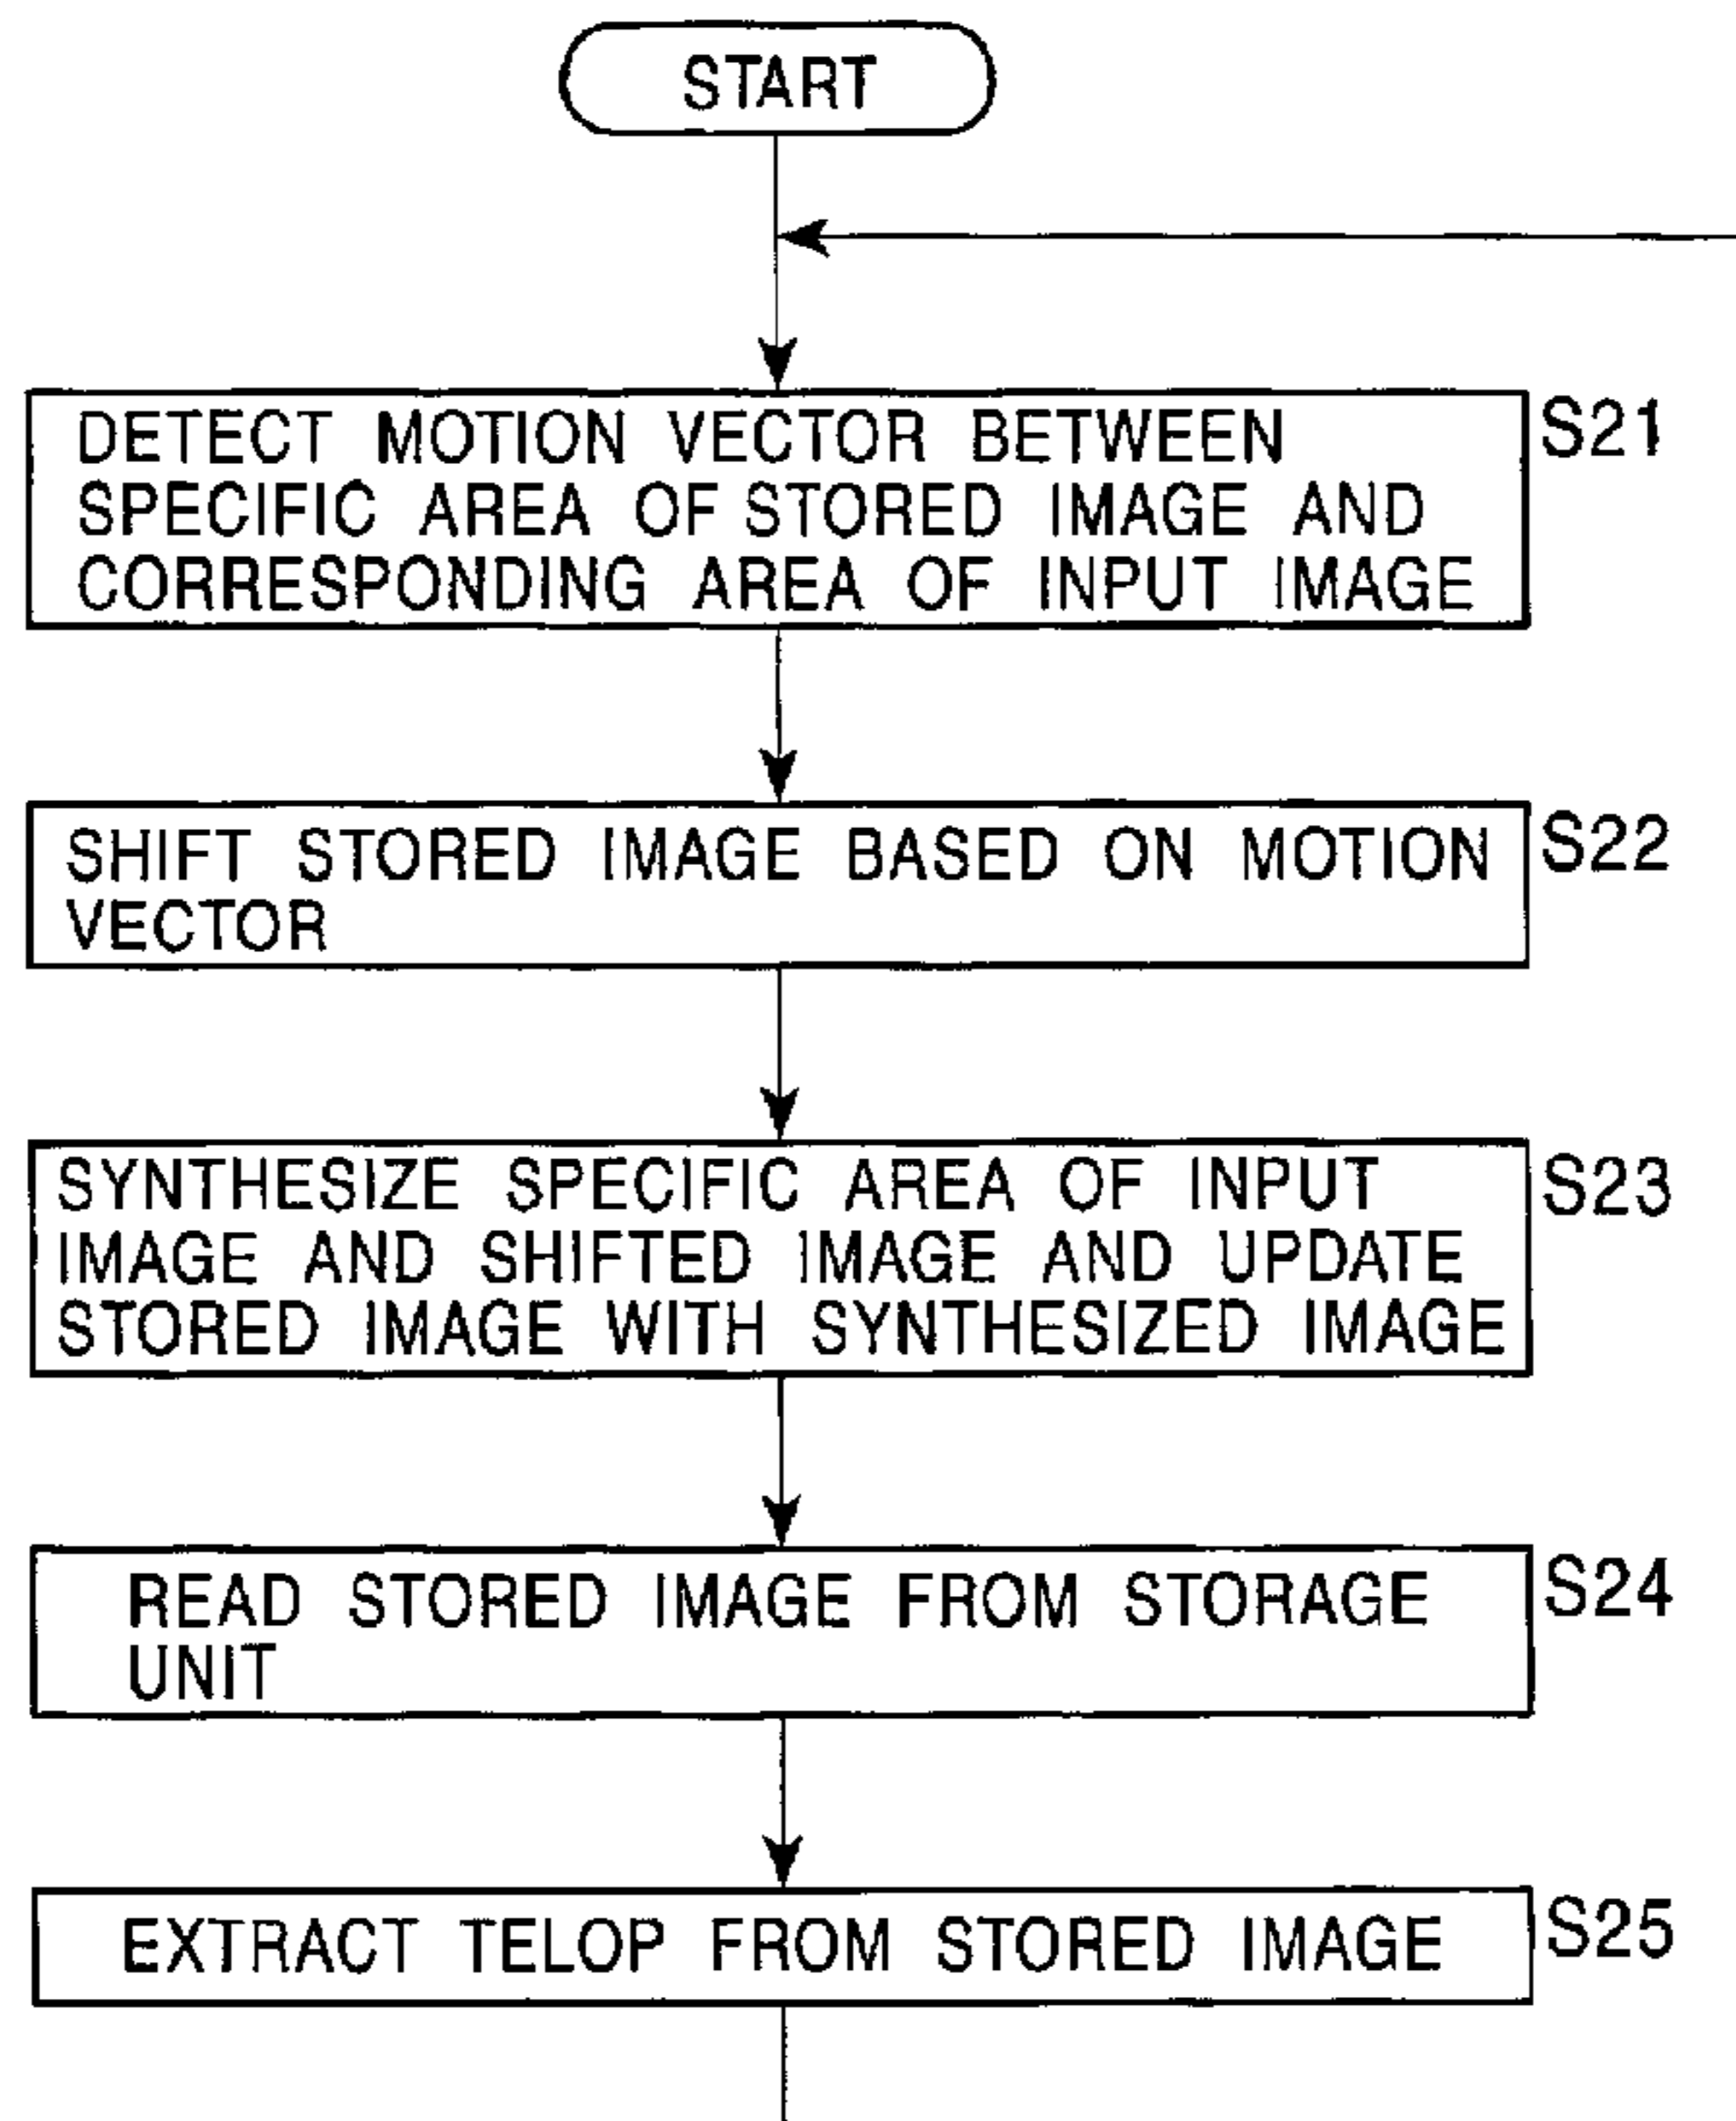 START
DETECT MOTION VECTOR BETWEEN
SPECIFIC AREA OF STORED IMAGE AND
CORRESPONDING AREA OF INPUT IMAGE
S21
SHIFT STORED IMAGE BASED ON MOTION
VECTOR
S22
SYNTHESIZE SPECIFIC AREA OF INPUT
IMAGE AND SHIFTED IMAGE AND UPDATE
STORED IMAGE WITH SYNTHESIZED IMAGE
S23
READ STORED IMAGE FROM STORAGE
UNIT
S24
EXTRACT TELOP FROM STORED IMAGE
S25